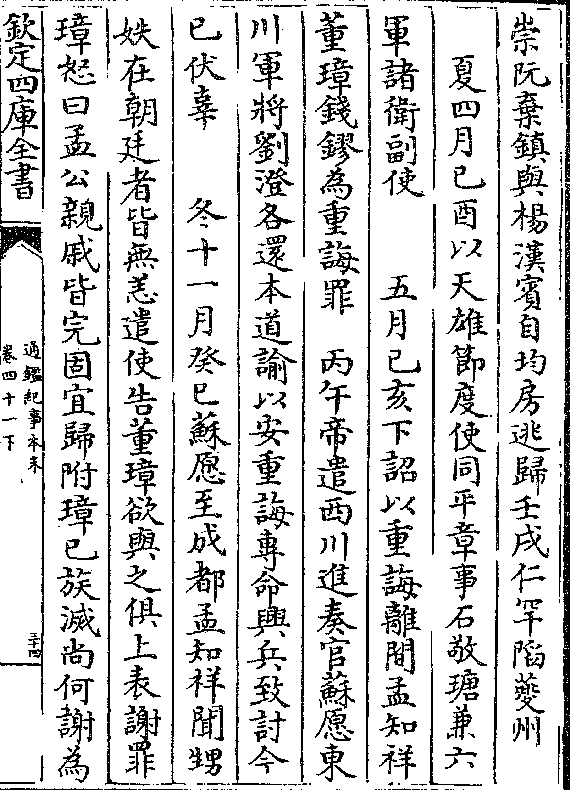 崇阮棄鎮與楊漢賓自均房逃歸壬戌仁罕陷夔州
夏四月己酉以天雄節度使同平章事石敬瑭兼六
軍諸衛副使　　五月己亥下詔以重誨離間孟知祥
董璋錢鏐為重誨罪　丙午帝遣西川進奏官蘇愿東
川軍將劉澄各還本道諭以安重誨專命興兵致討今
已伏辜　　冬十一月癸巳蘇愿至成都孟知祥聞甥
妷在朝廷者皆無恙遣使告董璋欲與之俱上表謝罪
璋怒曰孟公親戚皆完固宜歸附璋已族滅尚何謝為
欽定四庫全書
通鑑紀事本末
卷四十一下
三十四